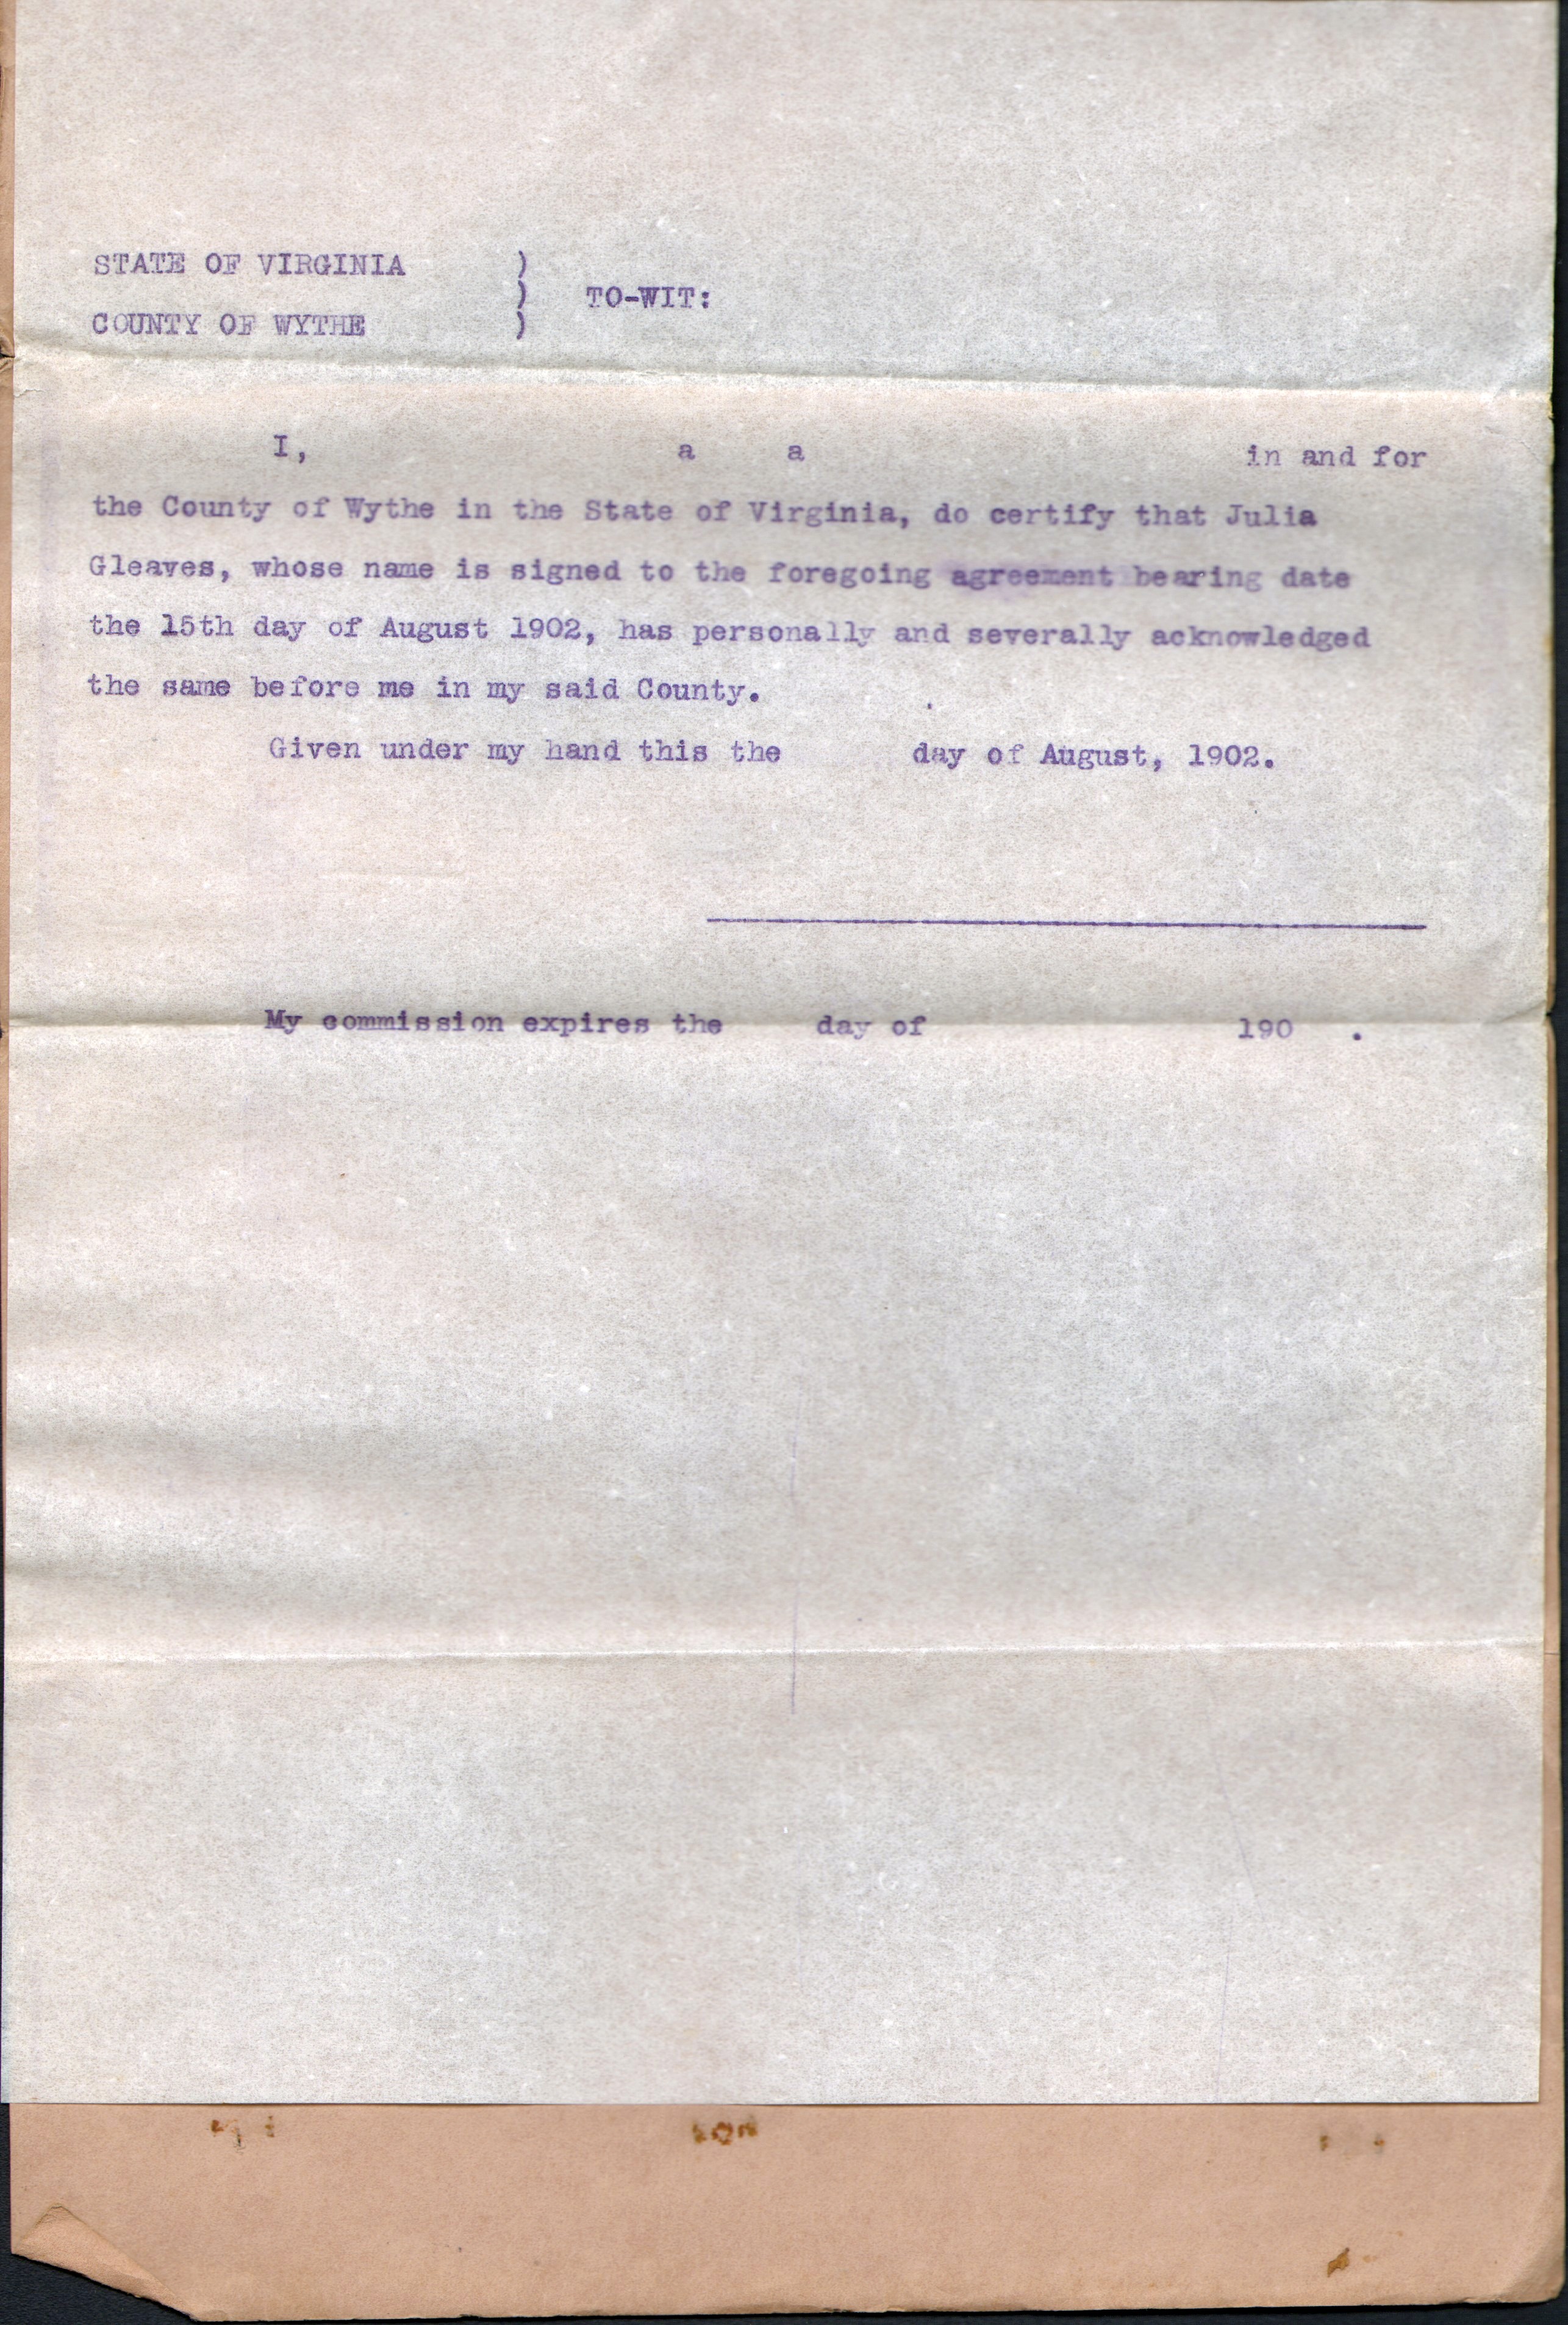 STATE OF VIRGINIA )
) TO-WIT:
COUNTY OF WYTHE )
I, a a in and for
the County of Wythe in the State of Virginia, do certify that Julia
Gleaves, whose name is signed to the foregoing agreement bearing date
the 15th day of August 1902, has personally and severally acknowledged
the same before me in my said County.
Given under my hand this the day of August, 1902.
My commission expires the day of 190 .